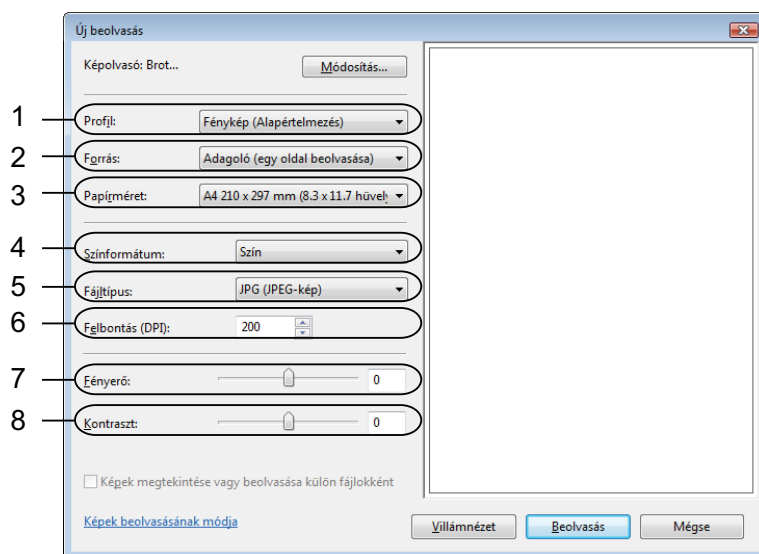 Új beolvasás
Képolvasó: Brot...
Módosítás...
1 Profil: Fénykép (Alapértelmezés)
2 Forrás: Adagoló (egy oldal beolvasása)
3 Papírméret: A4 210 x 297 mm (8.3 x 11.7 hüvely
4 Színformátum: Szín
5 Fájltípus: JPG (JPEG-kép)
6 Felbontás (DPI): 200
7 Fényerő: 0
8 Kontraszt: 0
Képek megtekintése vagy beolvasása külön fájlokként
Képek beolvasásának módja
Villámnézet
Beolvasás
Mégse